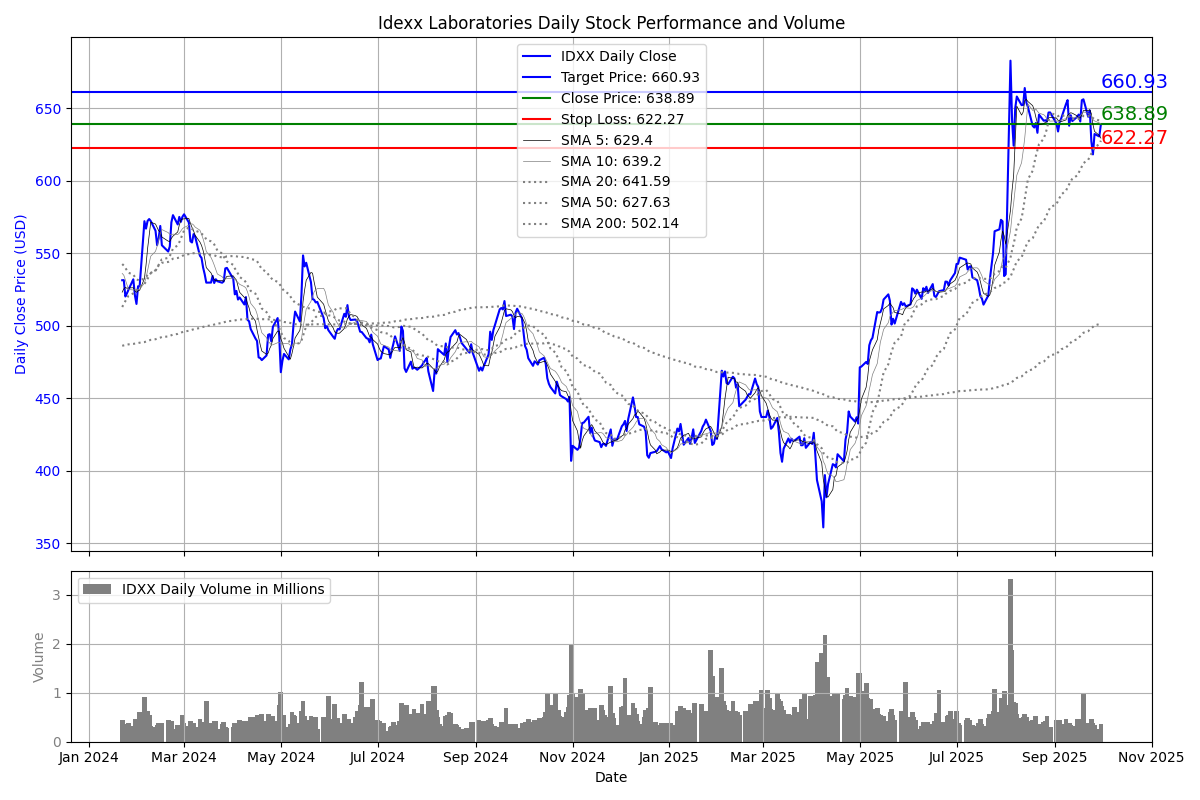 Idexx Laboratories Daily Stock Performance and Volume
IDXX Daily Close
Target Price: 660.93
Close Price: 638.89
Stop Loss: 622.27
SMA 5: 629.4
SMA 10: 639.2
SMA 20: 641.59
SMA 50: 627.63
SMA 200: 502.14
660.93
638.89
622.27
Daily Close Price (USD)
650
600
550
500
450
400
350
IDXX Daily Volume in Millions
Volume
3
2
1
0
Jan 2024 Mar 2024 May 2024 Jul 2024 Sep 2024 Nov 2024 Jan 2025 Mar 2025 May 2025 Jul 2025 Sep 2025 Nov 2025
Date